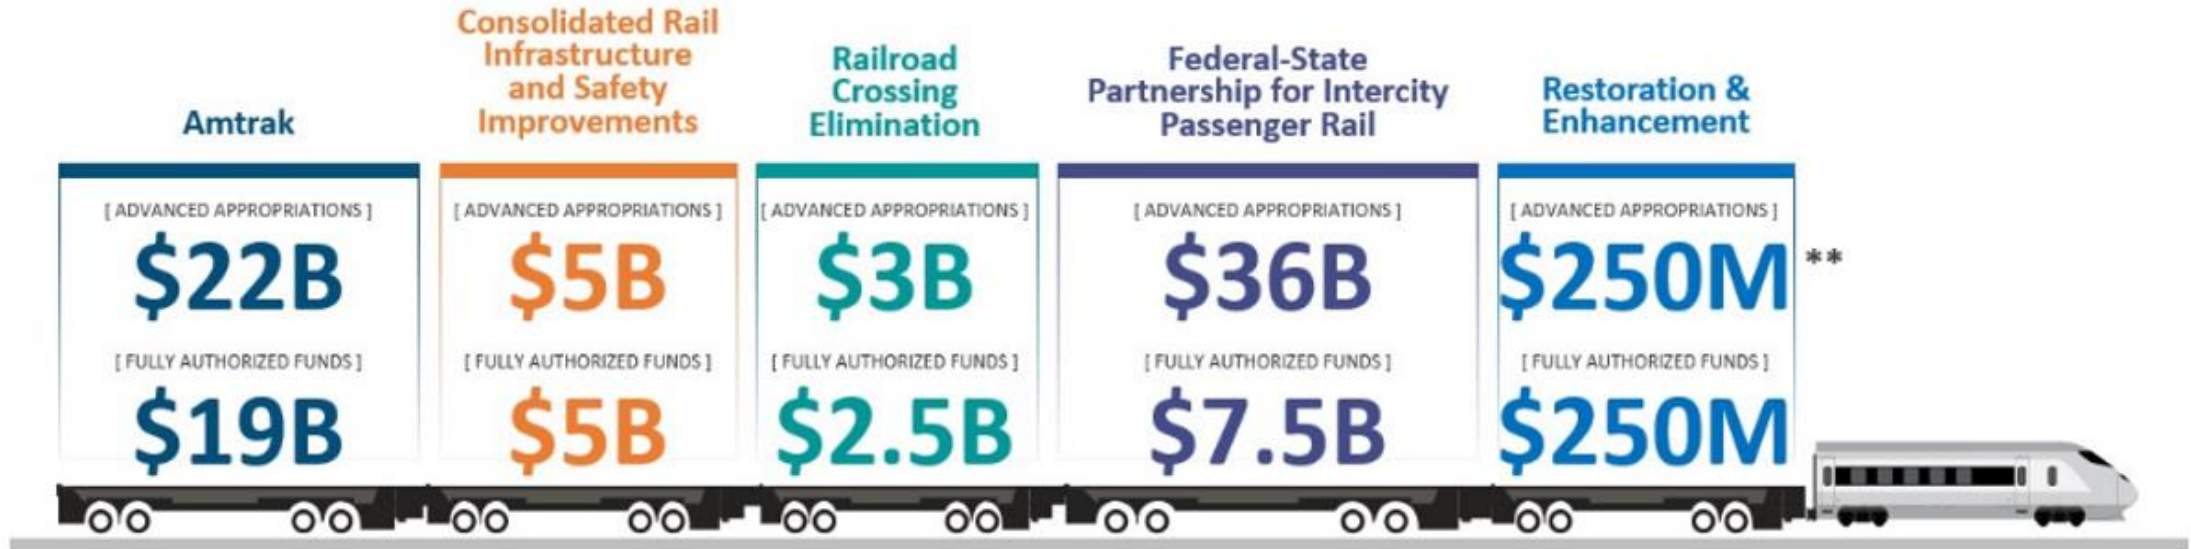 Amtrak
[ ADVANCED APPROPRIATIONS ]
$22B
[ FULLY AUTHORIZED FUNDS ]
$19B
Consolidated Rail
Infrastructure
and Safety
Improvements
[ ADVANCED APPROPRIATIONS ]
$5B
[ FULLY AUTHORIZED FUNDS ]
$5B
Railroad
Crossing
Elimination
[ ADVANCED APPROPRIATIONS ]
$3B
[ FULLY AUTHORIZED FUNDS ]
$2.5B
Federal-State
Partnership for Intercity
Passenger Rail
[ ADVANCED APPROPRIATIONS ]
$36B
[ FULLY AUTHORIZED FUNDS ]
$7.5B
Restoration &
Enhancement
[ ADVANCED APPROPRIATIONS ]
$250M **
[ FULLY AUTHORIZED FUNDS ]
$250M